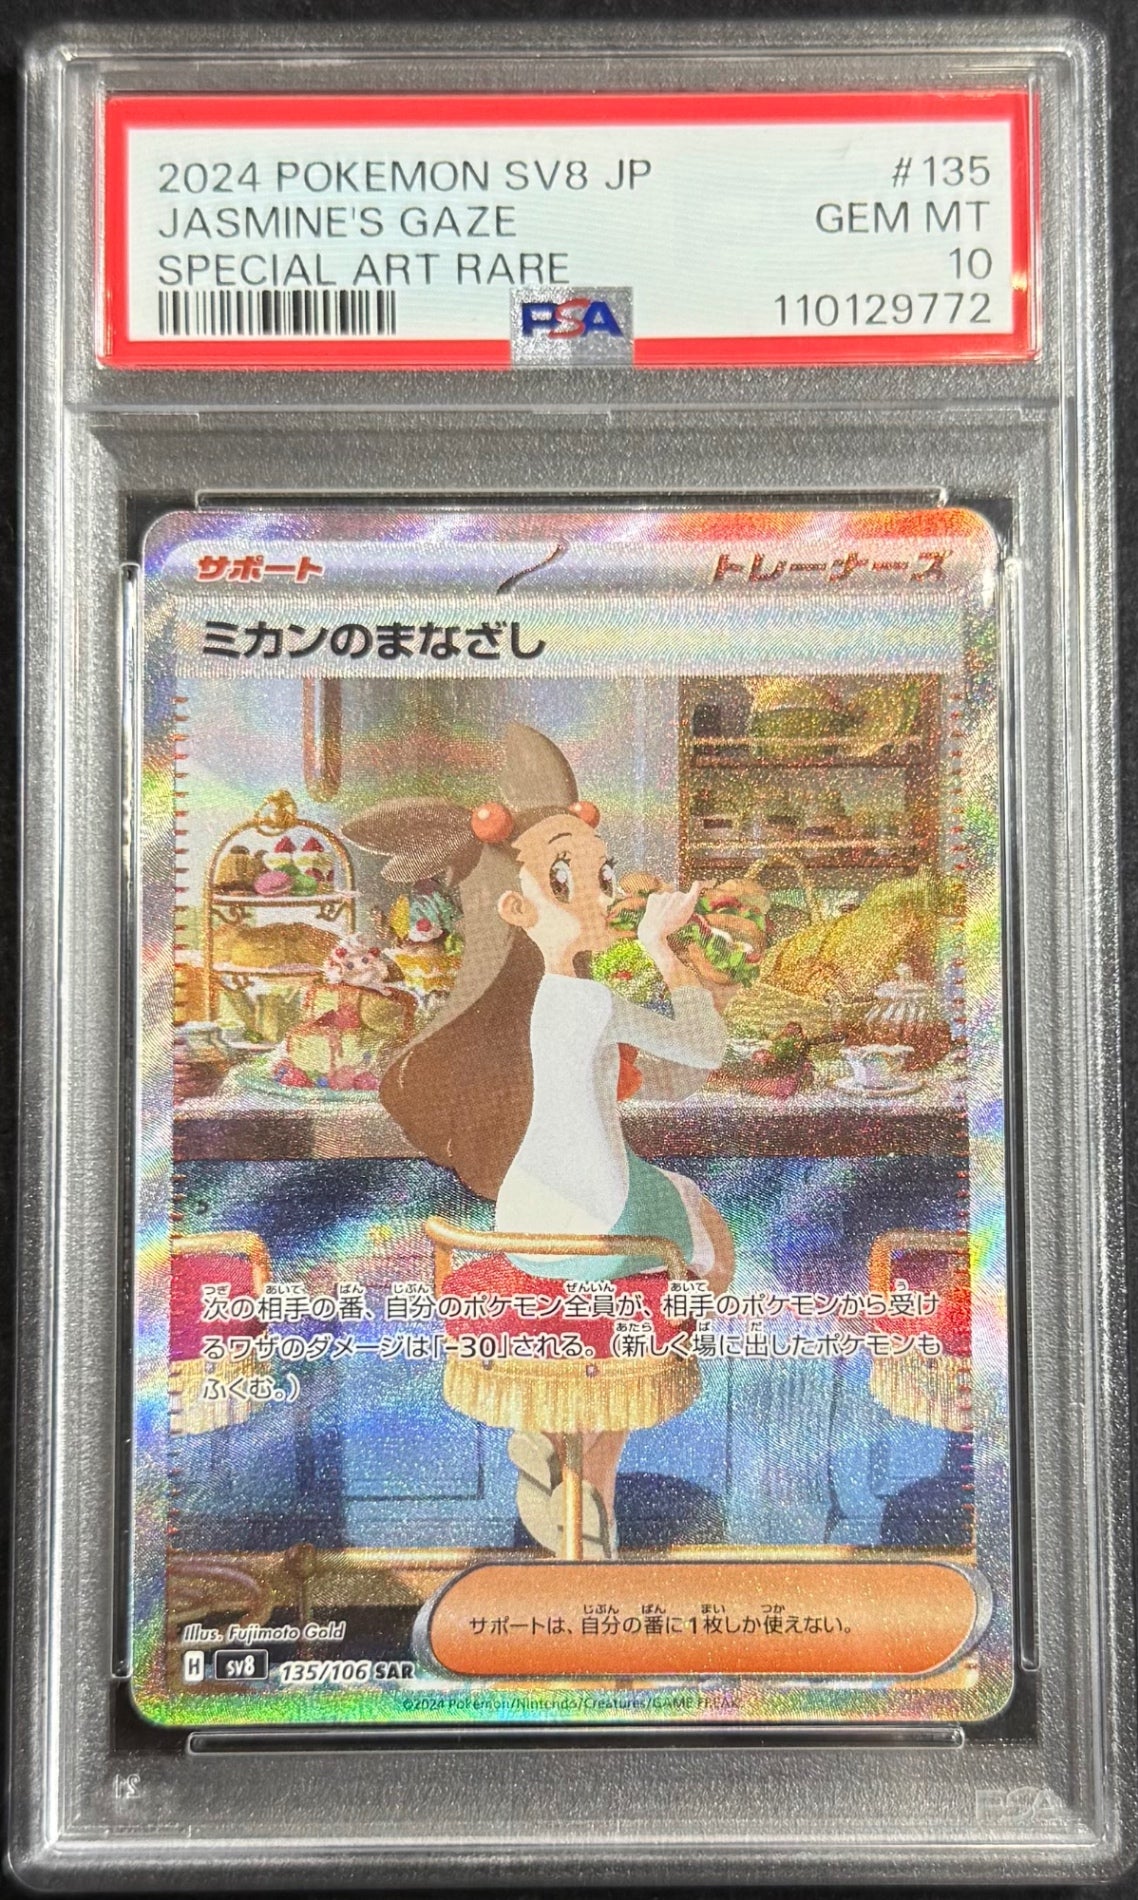 2024 POKEMON SV8 JP #135
JASMINE'S GAZE GEM MT
SPECIAL ART RARE 10
PSA 110129772
サポート トレーナーズ
ミカンのまなざし
次の相手の番、自分のポケモン全員が、相手のポケモンから受け
るワザのダメージは「-30」される。(新しく場に出したポケモンも
ふくむ。)
サポートは、自分の番に1枚しか使えない。
Illus. Fujimoto Gold
H sv8 135/106 SAR
©2024 Pokémon/Nintendo/Creatures/GAME FREAK.
PSA